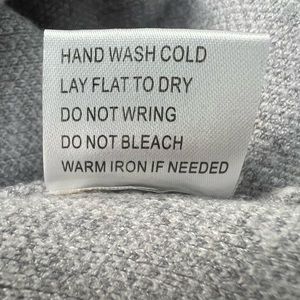 HAND WASH COLD
LAY FLAT TO DRY
DO NOT WRING
DO NOT BLEACH
WARM IRON IF NEEDED